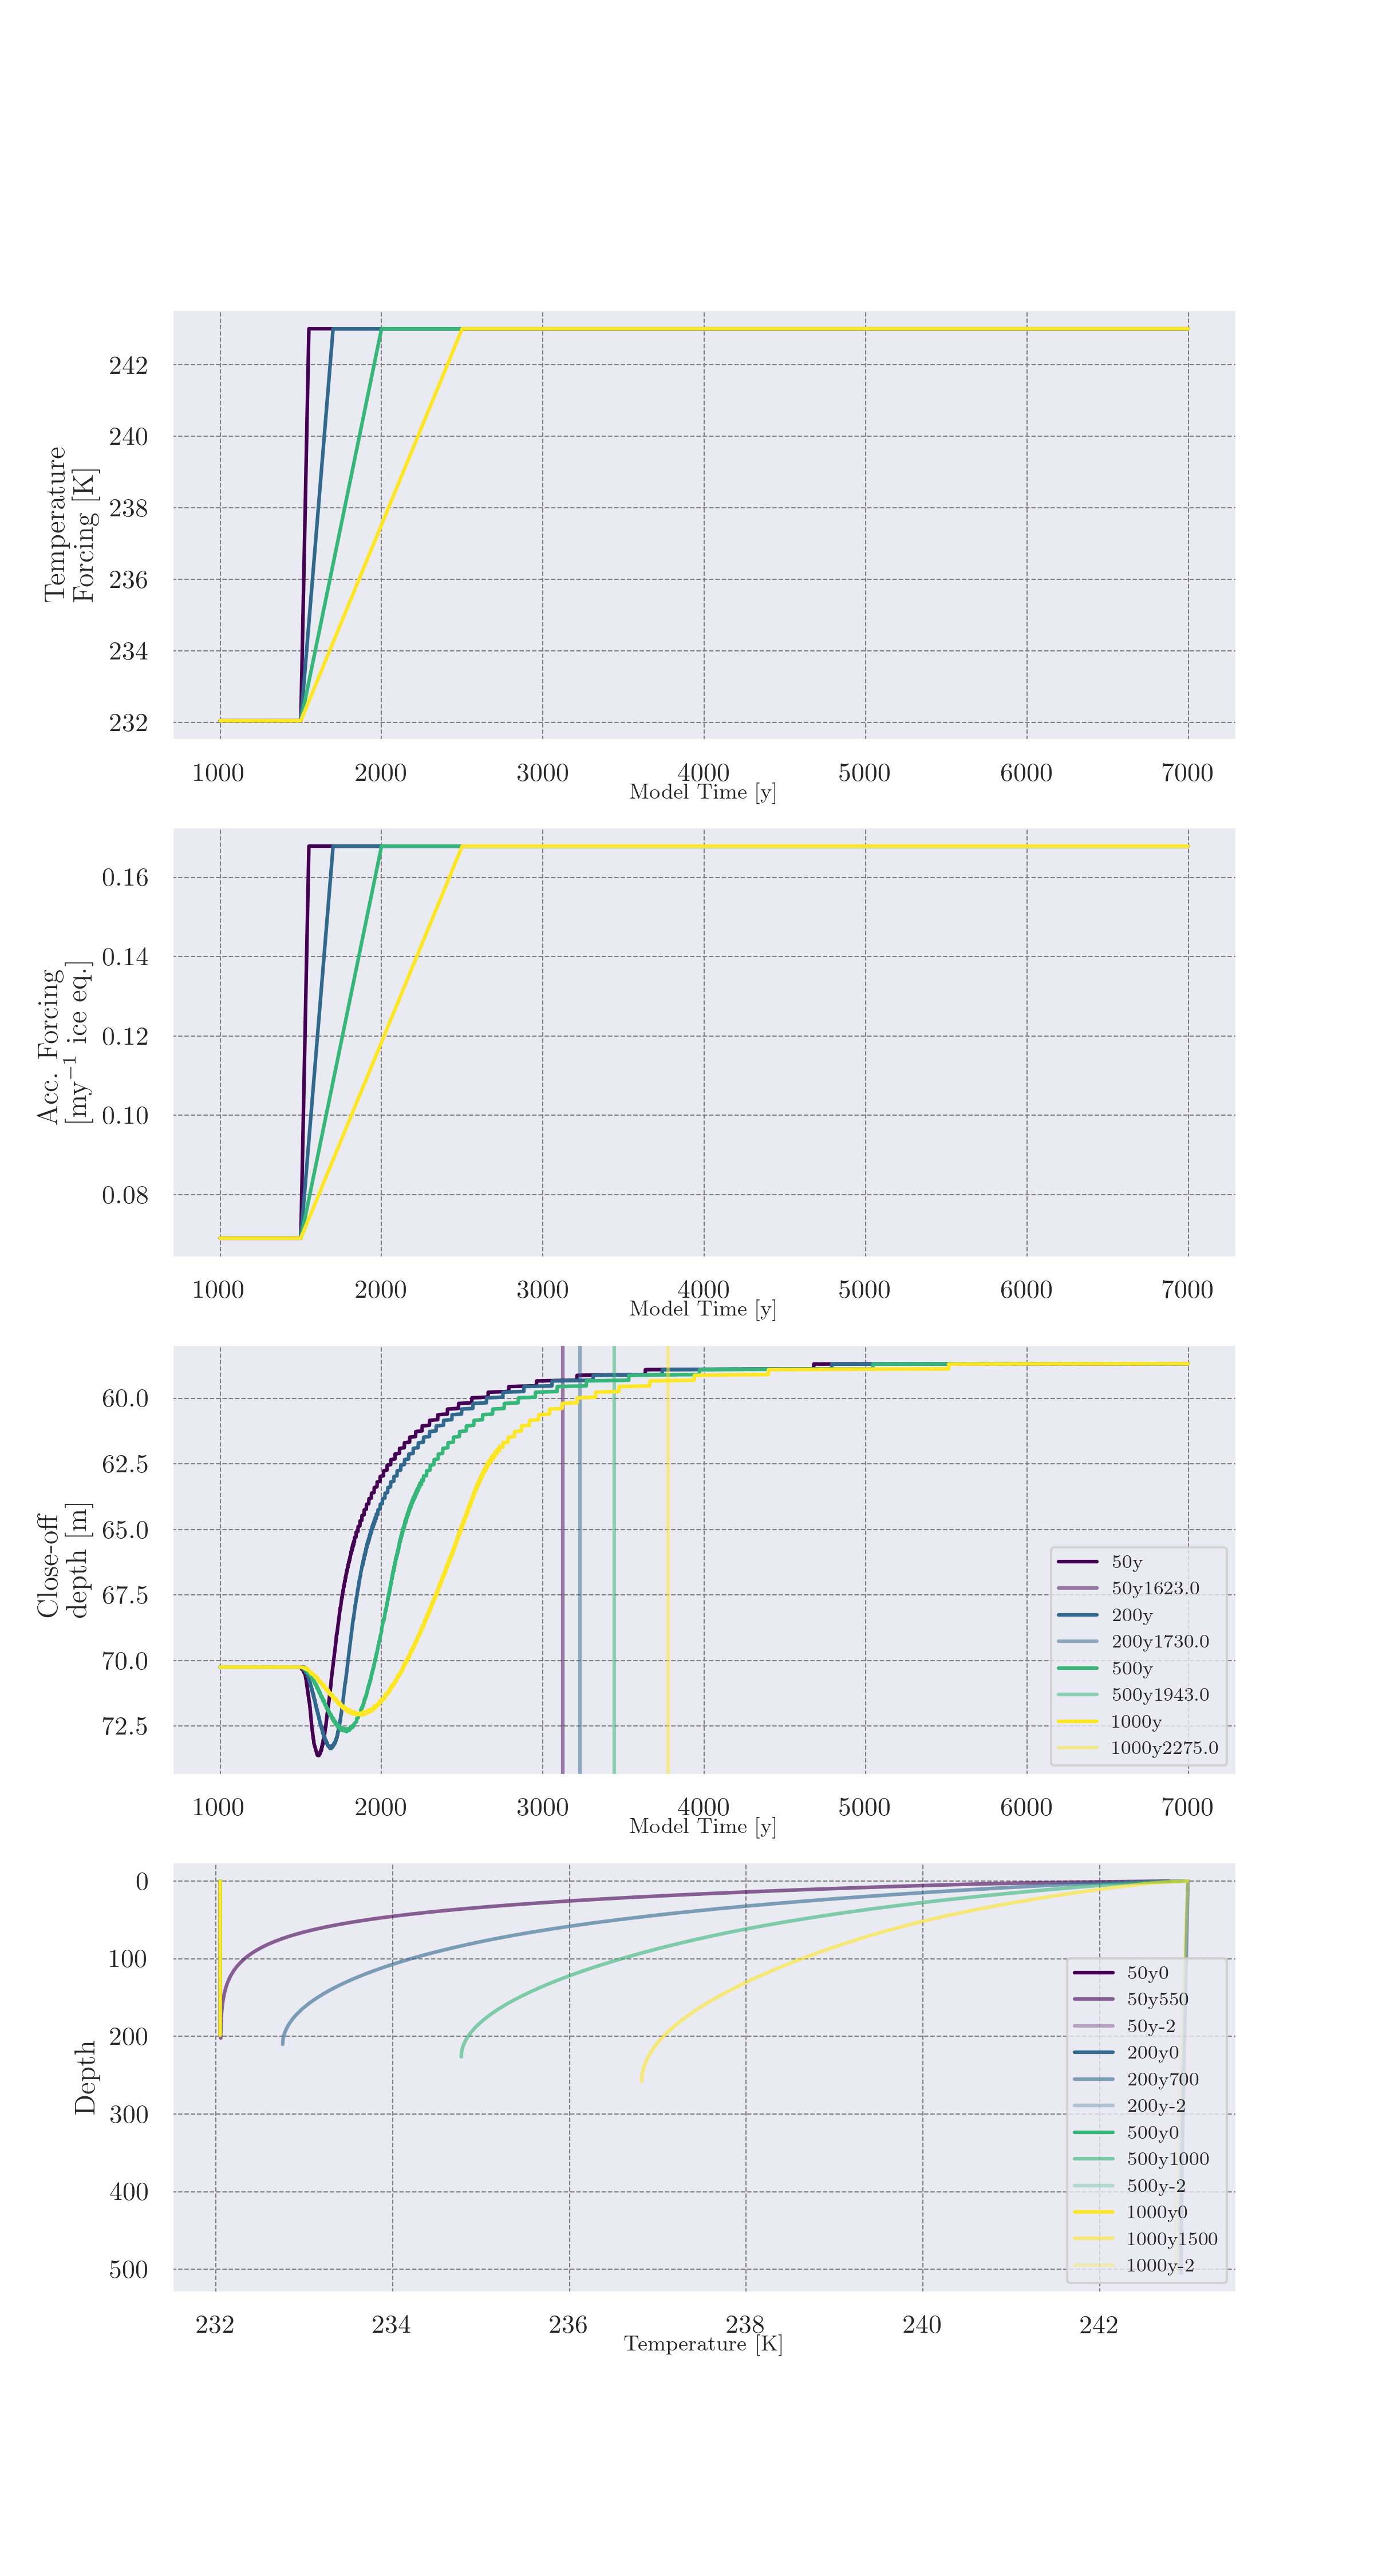 242
240
238
236
234
232
Temperature
Forcing [K]
1000 2000 3000 4000 5000 6000 7000
Model Time [y]
0.16
0.14
0.12
0.10
0.08
Acc. Forcing
[my⁻¹ ice eq.]
1000 2000 3000 4000 5000 6000 7000
Model Time [y]
60.0
62.5
65.0
67.5
70.0
72.5
Close-off
depth [m]
50y
50y1623.0
200y
200y1730.0
500y
500y1943.0
1000y
1000y2275.0
1000 2000 3000 4000 5000 6000 7000
Model Time [y]
0
100
200
300
400
500
Depth
50y0
50y550
50y-2
200y0
200y700
200y-2
500y0
500y1000
500y-2
1000y0
1000y1500
1000y-2
232 234 236 238 240 242
Temperature [K]